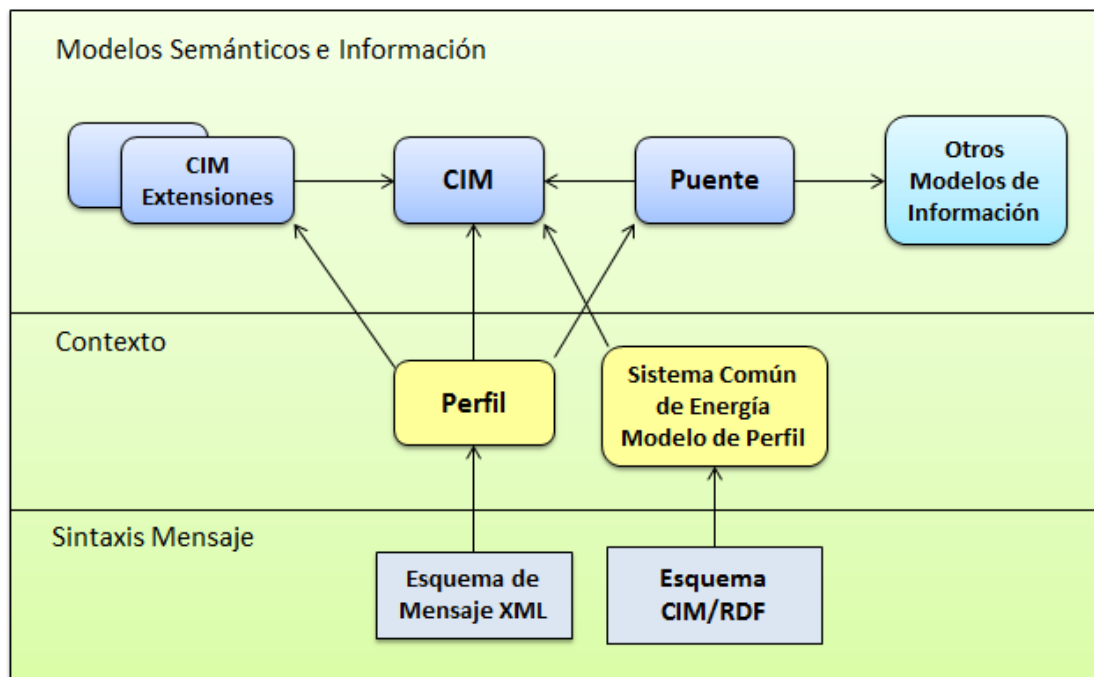 Modelos Semánticos e Información
CIM
Extensiones
CIM
Puente
Otros
Modelos de
Información
Contexto
Perfil
Sistema Común
de Energía
Modelo de Perfil
Sintaxis Mensaje
Esquema de
Mensaje XML
Esquema
CIM/RDF